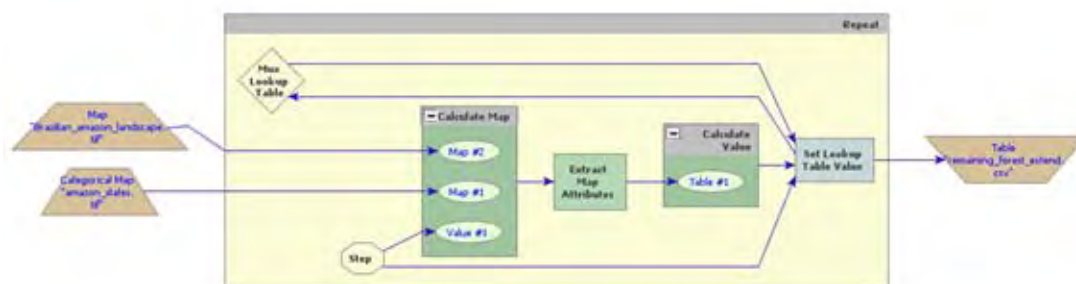 Repeat
Mux
Lookup
Table
Map
"Brazilian_amazon_landscape.
tif"
Categorical Map
"amazon_states.
tif"
Calculate Map
Map #2
Map #1
Value #1
Step
Extract
Map
Attributes
Calculate
Value
Table #1
Set Lookup
Table Value
Table
"remaining_forest_extend.
csv"